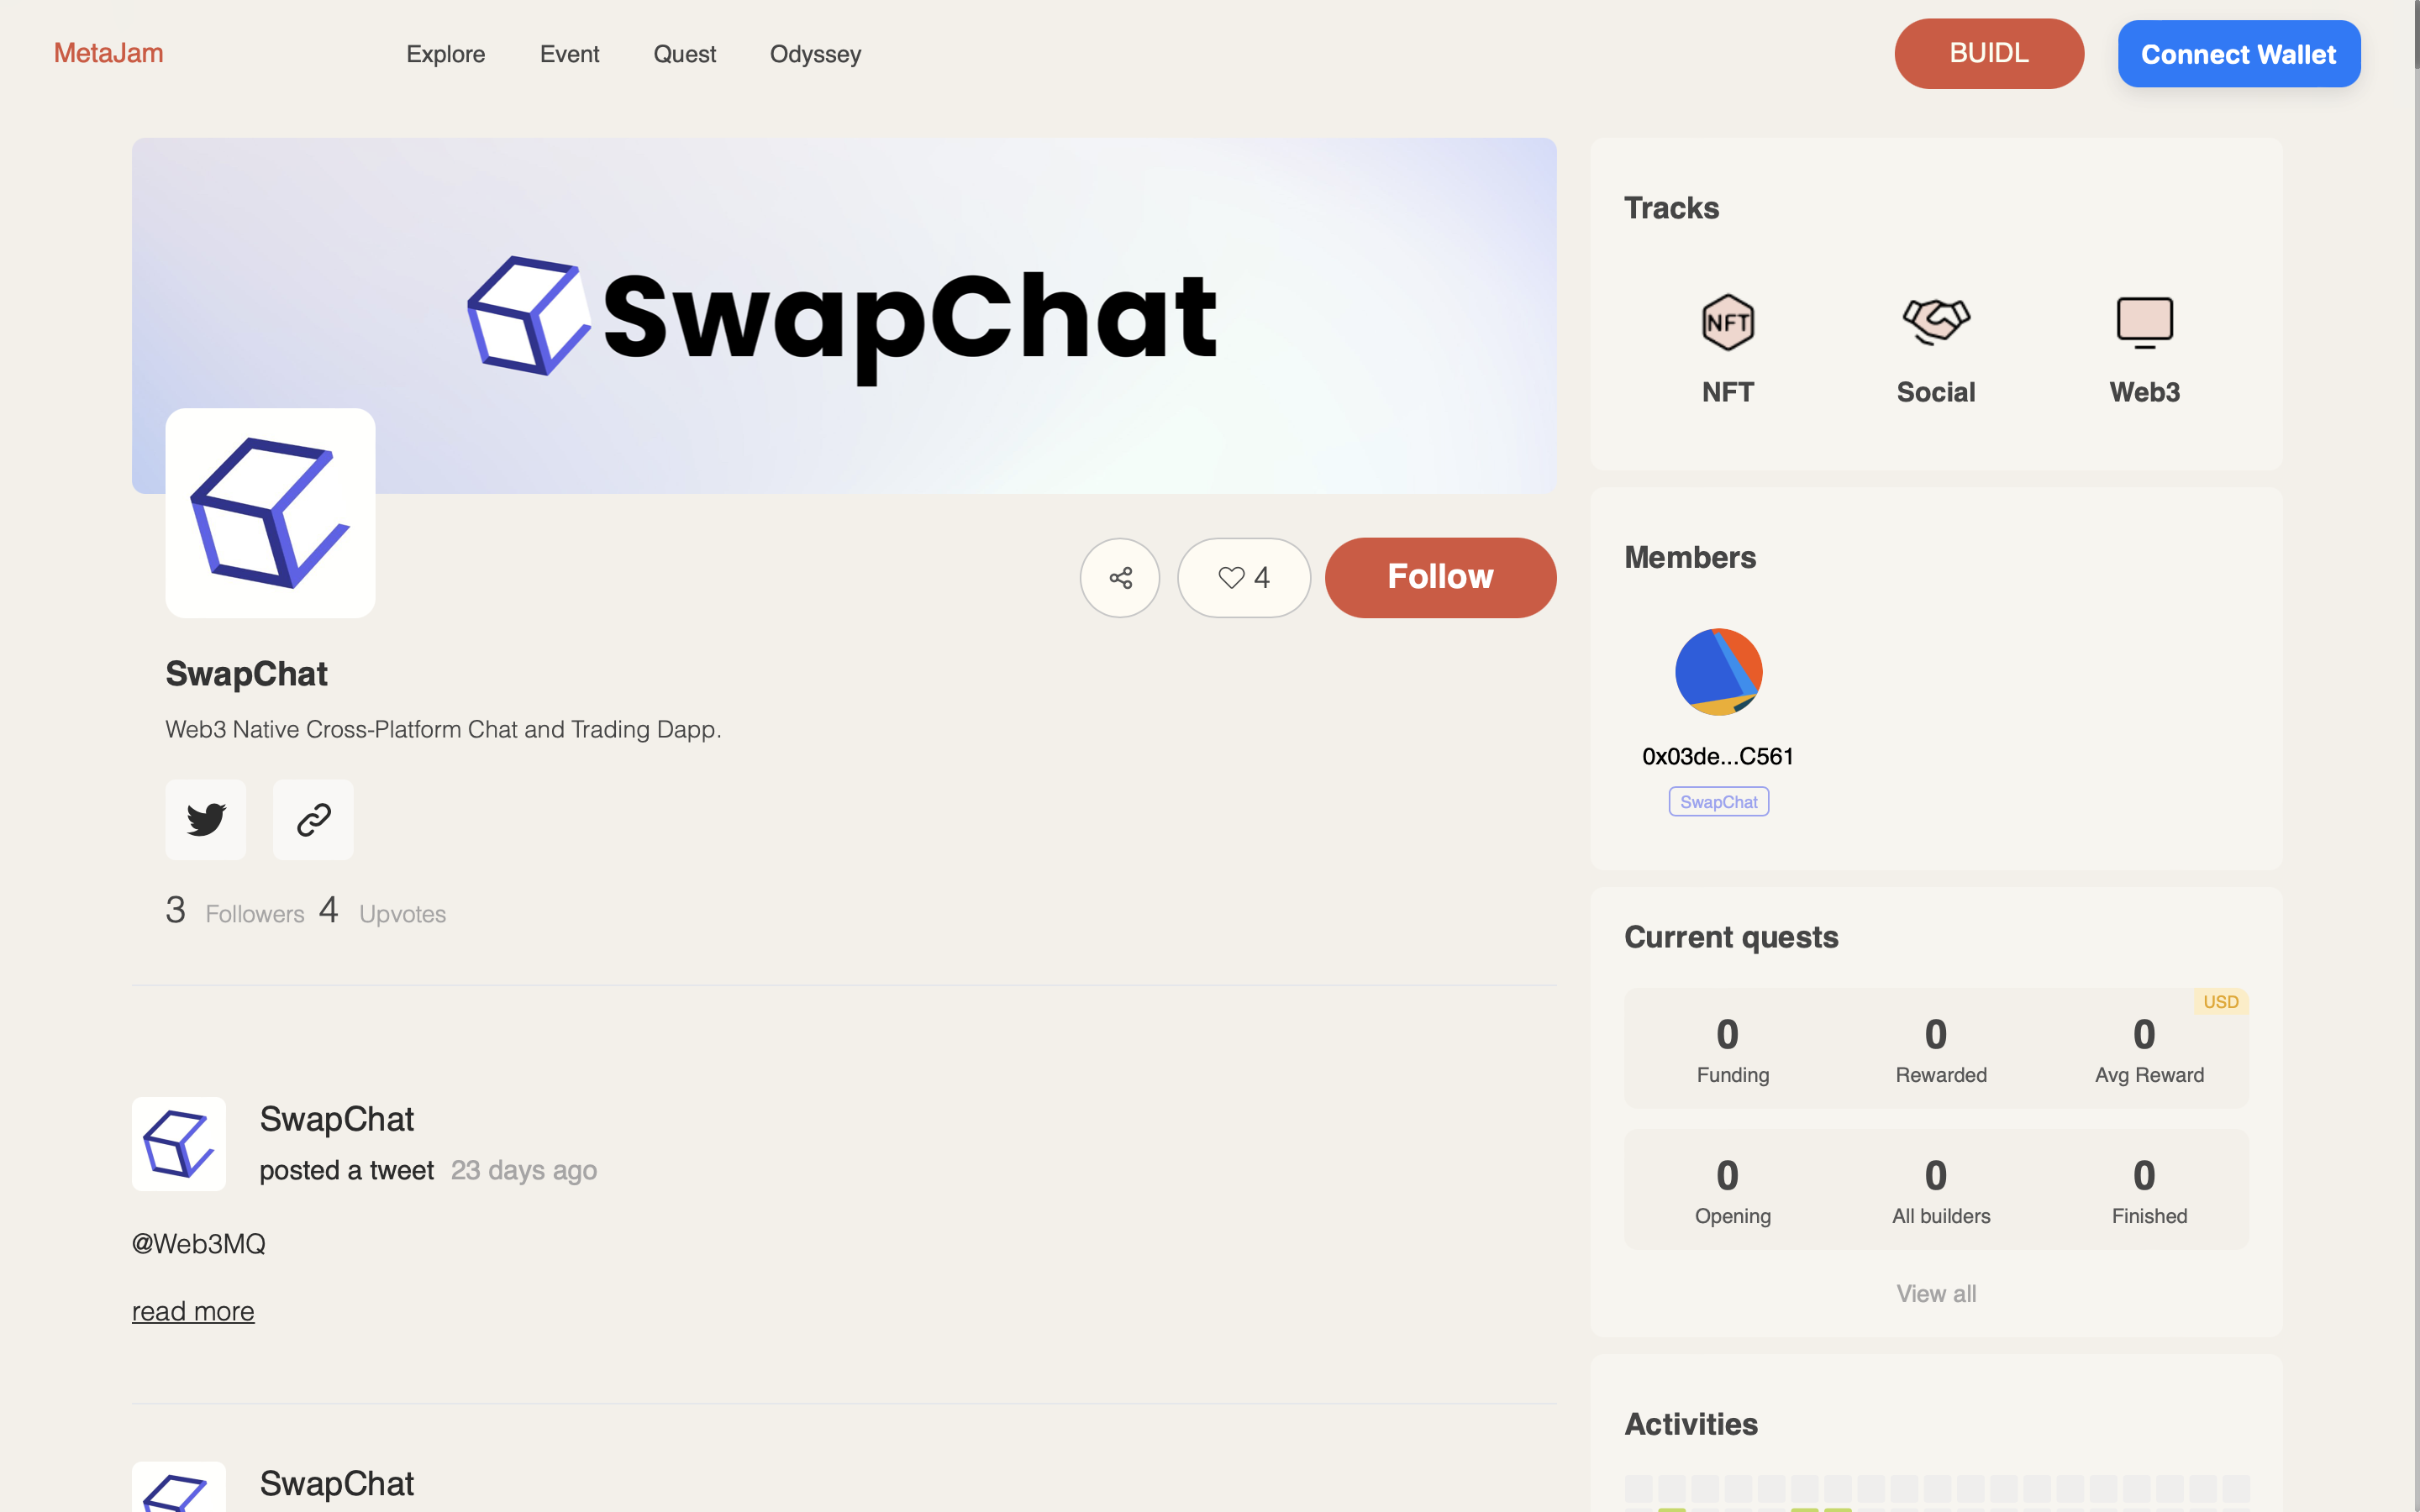 MetaJam
Explore
Event
Quest
Odyssey
BUIDL
Connect Wallet
SwapChat
4
Follow
SwapChat
Web3 Native Cross-Platform Chat and Trading Dapp.
3 Followers 4 Upvotes
SwapChat
posted a tweet 23 days ago
@Web3MQ
read more
SwapChat
Tracks
NFT
NFT
Social
Web3
Members
0x03de...C561
SwapChat
Current quests
USD
0
Funding
0
Rewarded
0
Avg Reward
0
Opening
0
All builders
0
Finished
View all
Activities